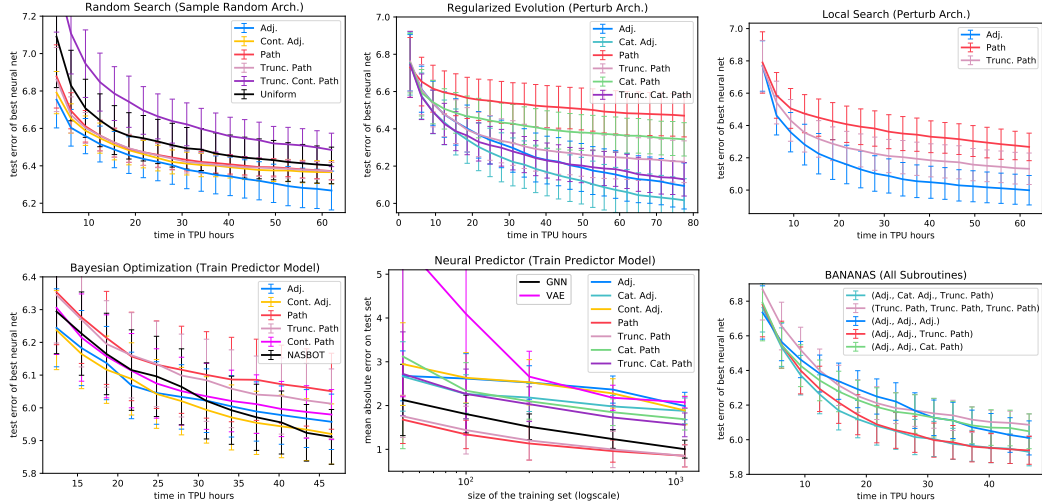 Random Search (Sample Random Arch.)
test error of best neural net
7.2
7.0
6.8
6.6
6.4
6.2
10
20
30
40
50
60
time in TPU hours
Adj.
Cont. Adj.
Path
Trunc. Path
Trunc. Cont. Path
Uniform
Regularized Evolution (Perturb Arch.)
test error of best neural net
7.0
6.8
6.6
6.4
6.2
6.0
0
10
20
30
40
50
60
70
80
time in TPU hours
Adj.
Cat. Adj.
Path
Trunc. Path
Cat. Path
Trunc. Cat. Path
Local Search (Perturb Arch.)
test error of best neural net
7.0
6.8
6.6
6.4
6.2
6.0
10
20
30
40
50
60
time in TPU hours
Adj.
Path
Trunc. Path
Bayesian Optimization (Train Predictor Model)
test error of best neural net
6.4
6.3
6.2
6.1
6.0
5.9
5.8
15
20
25
30
35
40
45
time in TPU hours
Adj.
Cont. Adj.
Path
Trunc. Path
Cont. Path
NASBOT
Neural Predictor (Train Predictor Model)
mean absolute error on test set
5
4
3
2
1
10²
10³
size of the training set (logscale)
GNN
VAE
Adj.
Cat. Adj.
Cont. Adj.
Path
Trunc. Path
Cat. Path
Trunc. Cat. Path
BANANAS (All Subroutines)
test error of best neural net
6.8
6.6
6.4
6.2
6.0
5.8
10
20
30
40
time in TPU hours
(Adj., Cat. Adj., Trunc. Path)
(Trunc. Path, Trunc. Path, Trunc. Path)
(Adj., Adj., Adj.)
(Adj., Adj., Trunc. Path)
(Adj., Adj., Cat. Path)